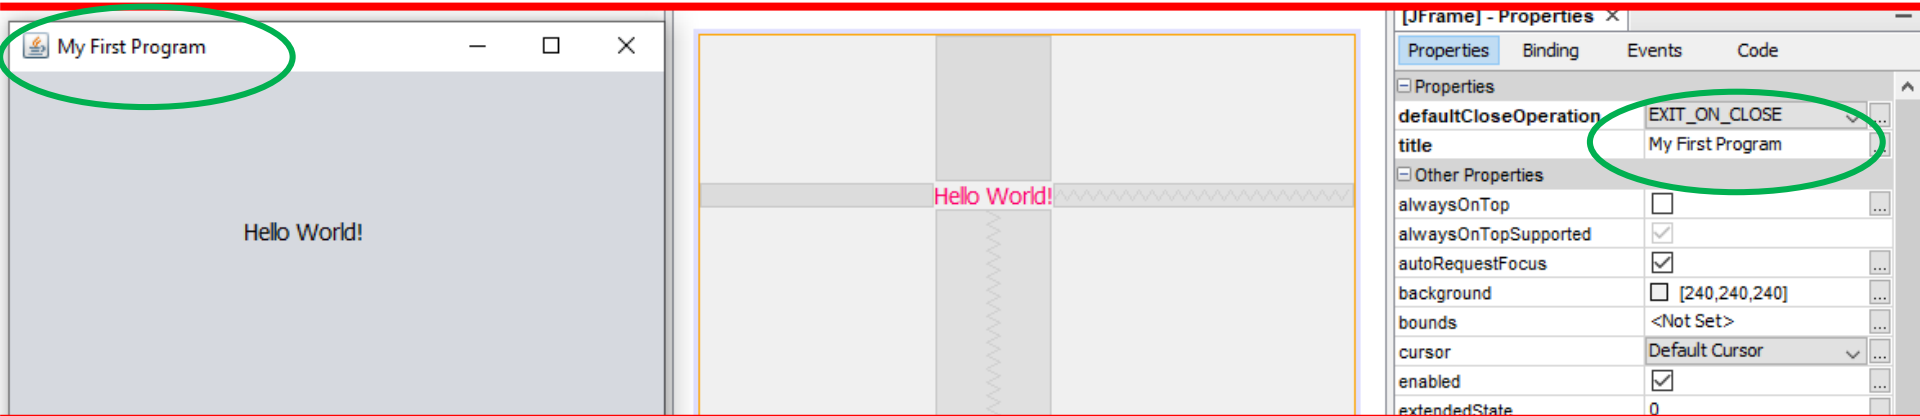 My First Program
Hello World!
Hello World!
[JFrame] - Properties
Properties Binding Events Code
Properties
defaultCloseOperation EXIT_ON_CLOSE ...
title My First Program ...
Other Properties
alwaysOnTop ...
alwaysOnTopSupported
autoRequestFocus ...
background [240,240,240] ...
bounds <Not Set> ...
cursor Default Cursor ...
enabled ...
extendedState 0